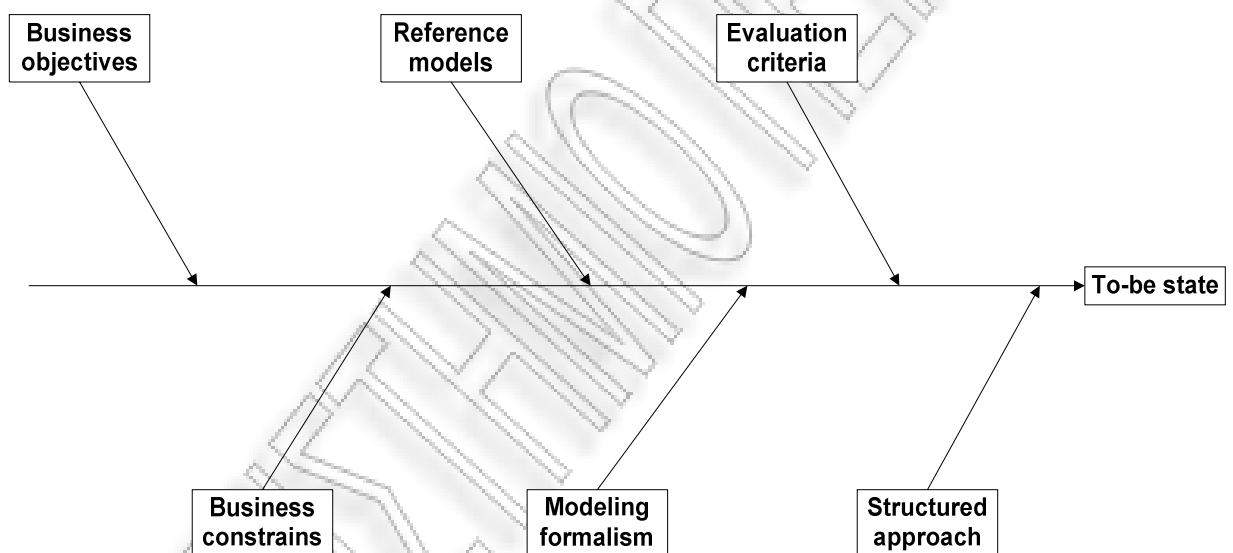 Business
objectives
Reference
models
Evaluation
criteria
To-be state
Business
constrains
Modeling
formalism
Structured
approach